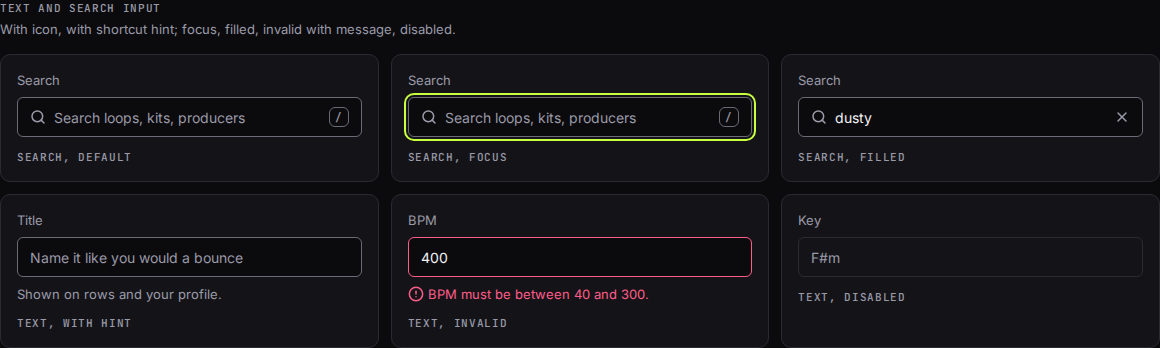 TEXT AND SEARCH INPUT
With icon, with shortcut hint; focus, filled, invalid with message, disabled.
Search
Search loops, kits, producers /
SEARCH, DEFAULT
Search
Search loops, kits, producers /
SEARCH, FOCUS
Search
dusty
SEARCH, FILLED
Title
Name it like you would a bounce
Shown on rows and your profile.
TEXT, WITH HINT
BPM
400
BPM must be between 40 and 300.
TEXT, INVALID
Key
F#m
TEXT, DISABLED